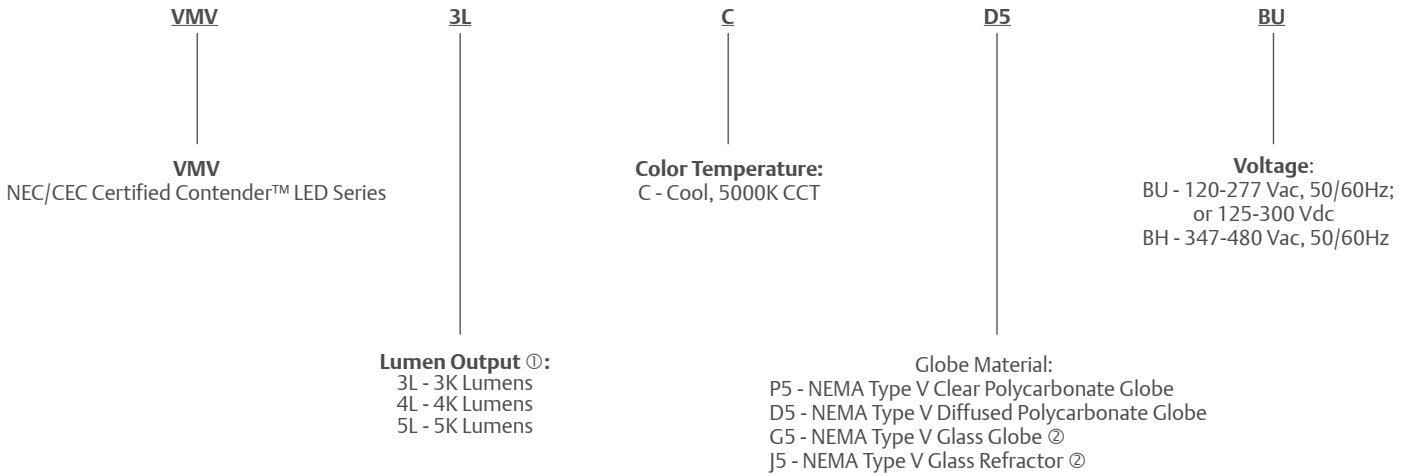 VMV 3L C D5 BU
VMV
NEC/CEC Certified Contender™ LED Series
Color Temperature:
C - Cool, 5000K CCT
Voltage:
BU - 120-277 Vac, 50/60Hz;
or 125-300 Vdc
BH - 347-480 Vac, 50/60Hz
Lumen Output ①:
3L - 3K Lumens
4L - 4K Lumens
5L - 5K Lumens
Globe Material:
P5 - NEMA Type V Clear Polycarbonate Globe
D5 - NEMA Type V Diffused Polycarbonate Globe
G5 - NEMA Type V Glass Globe ②
J5 - NEMA Type V Glass Refractor ②